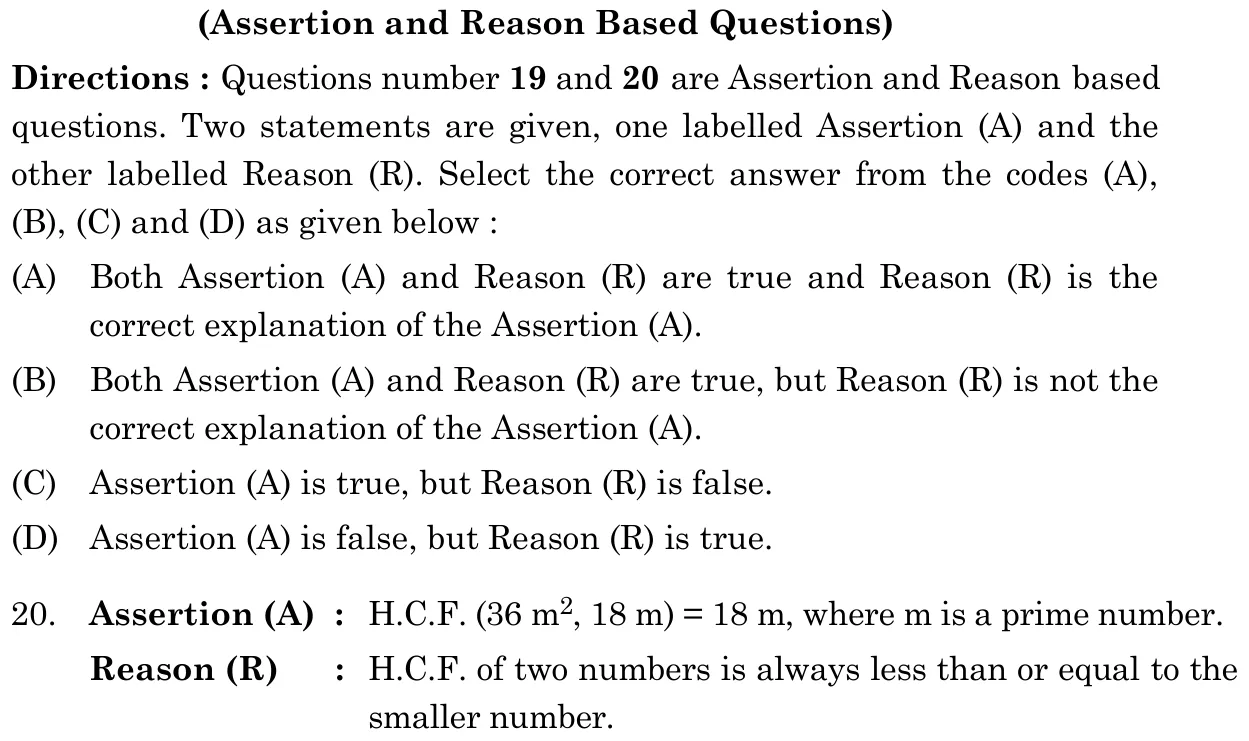 (Assertion and Reason Based Questions)
Directions : Questions number 19 and 20 are Assertion and Reason based
questions. Two statements are given, one labelled Assertion (A) and the
other labelled Reason (R). Select the correct answer from the codes (A),
(B), (C) and (D) as given below :
(A) Both Assertion (A) and Reason (R) are true and Reason (R) is the
correct explanation of the Assertion (A).
(B) Both Assertion (A) and Reason (R) are true, but Reason (R) is not the
correct explanation of the Assertion (A).
(C) Assertion (A) is true, but Reason (R) is false.
(D) Assertion (A) is false, but Reason (R) is true.
20. Assertion (A) : H.C.F. (36 m², 18 m) = 18 m, where m is a prime number.
Reason (R) : H.C.F. of two numbers is always less than or equal to the
smaller number.